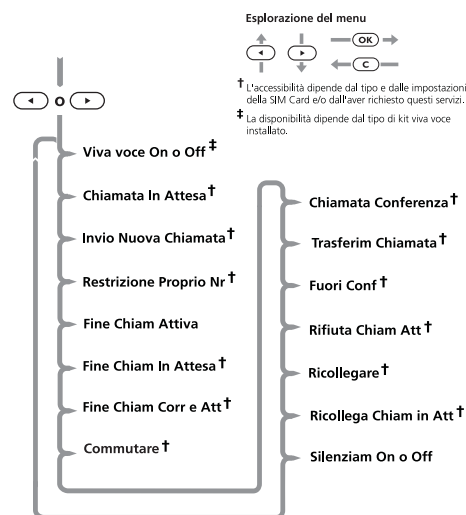 Esplorazione del menu
OK
C
† L'accessibilità dipende dal tipo e dalle impostazioni
della SIM Card e/o dall'aver richiesto questi servizi.
‡ La disponibilità dipende dal tipo di kit viva voce
installato.
o
Viva voce On o Off ‡
Chiamata In Attesa †
Invio Nuova Chiamata †
Restrizione Proprio Nr †
Fine Chiam Attiva
Fine Chiam In Attesa †
Fine Chiam Corr e Att †
Commutare †
Chiamata Conferenza †
Trasferim Chiamata †
Fuori Conf †
Rifiuta Chiam Att †
Ricollegare †
Ricollega Chiam in Att †
Silenziam On o Off